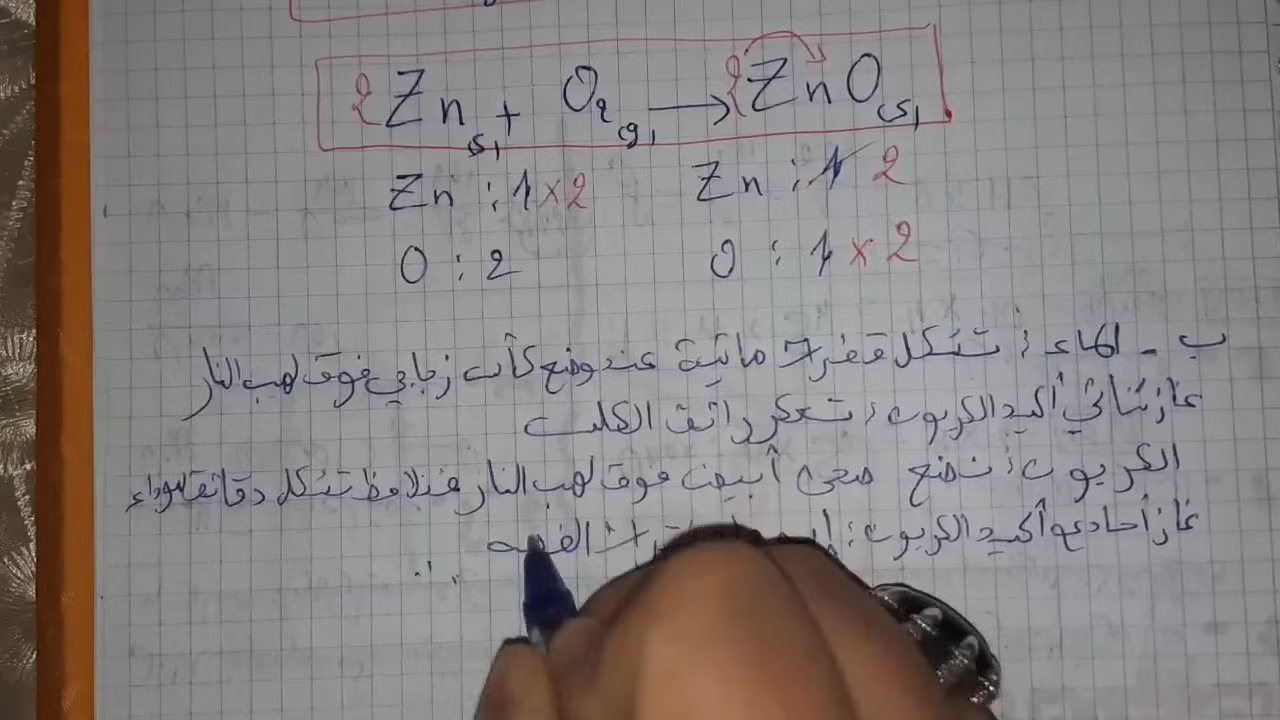 2Zn(s) + O2(g) → 2ZnO(s)
Zn : 1 × 2 Zn : 1 2
O : 2 O : 1 × 2
ب - الماء : تتشكل قطرات مائية عند وضع كأس زجاجي فوق لهب النار
غاز ثنائي أكسيد الكربون : تعكر رائق الكلس
الكربون : نضع صحن أبيض فوق لهب النار فنلاحظ تشكل دقائق سوداء
غاز أحادي أكسيد الكربون :